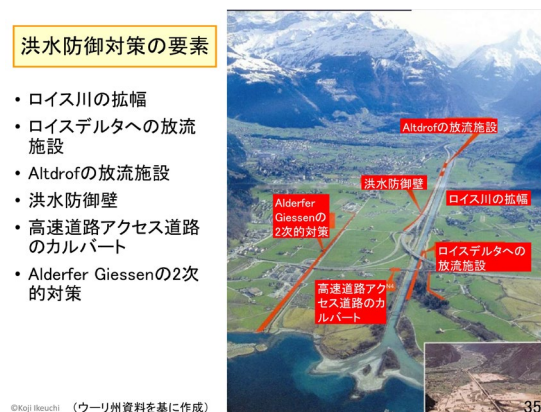 洪水防御対策の要素
• ロイス川の拡幅
• ロイスデルタへの放流
施設
• Altdrofの放流施設
• 洪水防御壁
• 高速道路アクセス道路
のカルバート
• Alderfer Giessenの2次
的対策
Altdrofの放流施設
洪水防御壁
ロイス川の拡幅
Alderfer
Giessenの
2次的対策
ロイスデルタへの
放流施設
高速道路アク
セス道路のカ
ルバート
©Koji Ikeuchi （ウーリ州資料を基に作成）
35